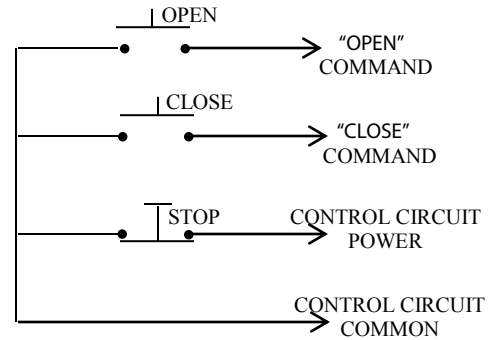 OPEN
“OPEN”
COMMAND
CLOSE
“CLOSE”
COMMAND
STOP
CONTROL CIRCUIT
POWER
CONTROL CIRCUIT
COMMON